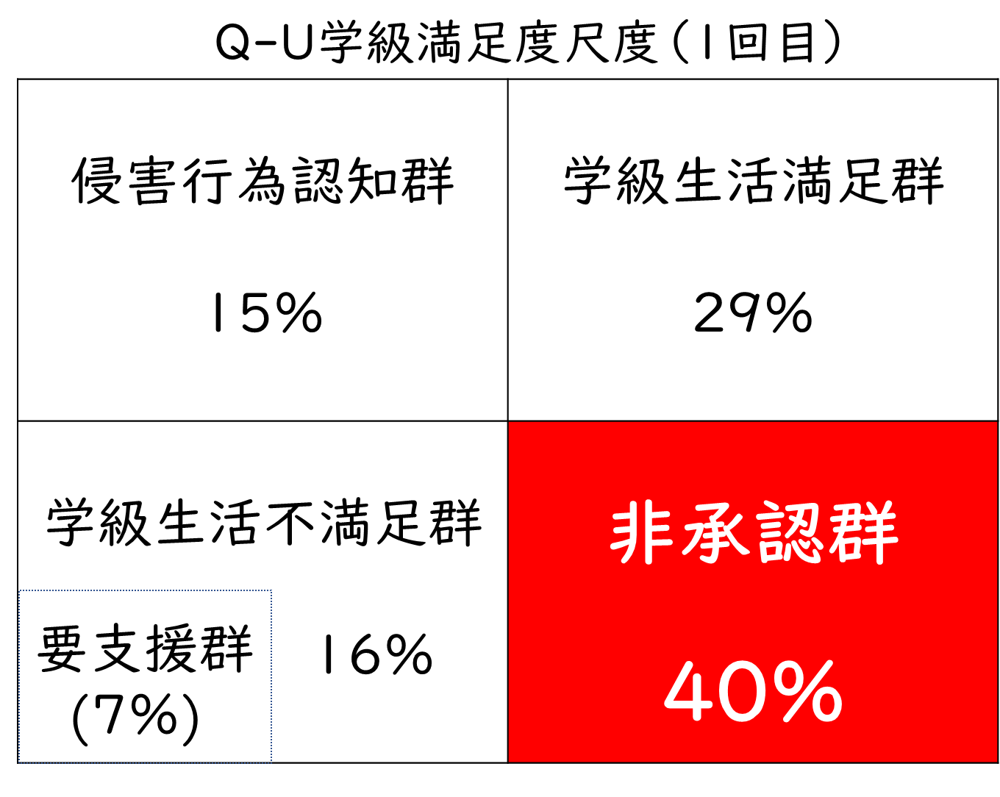 Q-U学級満足度尺度(1回目)
侵害行為認知群
15%
学級生活満足群
29%
学級生活不満足群
要支援群
(7%)
16%
非承認群
40%